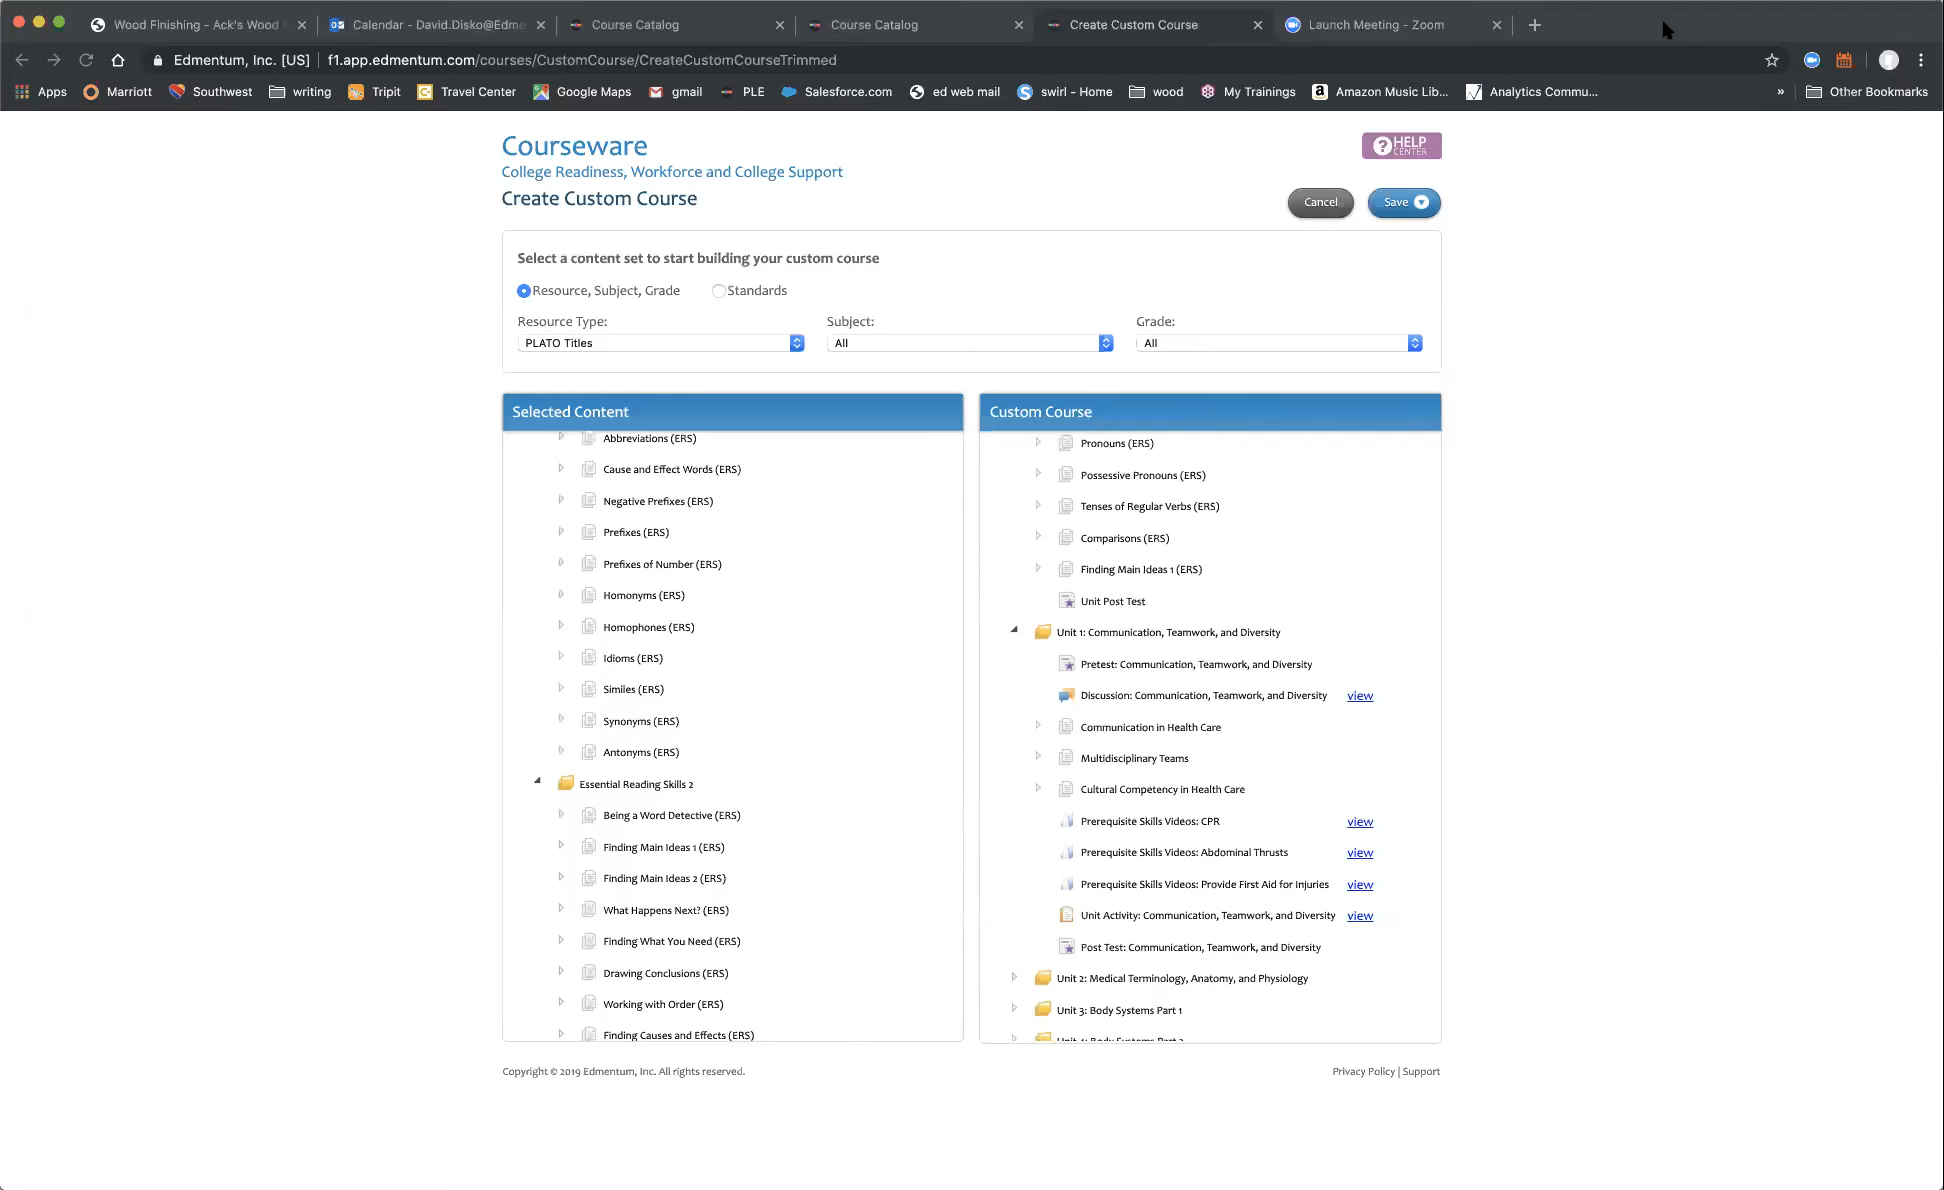 Wood Finishing - Ack's Wood
Calendar - David.Disko@Edme
Course Catalog
Course Catalog
Create Custom Course
Launch Meeting - Zoom
Edmentum, Inc. [US] | f1.app.edmentum.com/courses/CustomCourse/CreateCustomCourseTrimmed
Apps
Marriott
Southwest
writing
Tripit
Travel Center
Google Maps
gmail
PLE
Salesforce.com
ed web mail
swirl - Home
wood
My Trainings
Amazon Music Lib...
Analytics Commu...
»
Other Bookmarks
Courseware
HELP CENTER
College Readiness, Workforce and College Support
Create Custom Course
Cancel
Save
Select a content set to start building your custom course
Resource, Subject, Grade
Standards
Resource Type:
Subject:
Grade:
PLATO Titles
All
All
Selected Content
Abbreviations (ERS)
Cause and Effect Words (ERS)
Negative Prefixes (ERS)
Prefixes (ERS)
Prefixes of Number (ERS)
Homonyms (ERS)
Homophones (ERS)
Idioms (ERS)
Similes (ERS)
Synonyms (ERS)
Antonyms (ERS)
Essential Reading Skills 2
Being a Word Detective (ERS)
Finding Main Ideas 1 (ERS)
Finding Main Ideas 2 (ERS)
What Happens Next? (ERS)
Finding What You Need (ERS)
Drawing Conclusions (ERS)
Working with Order (ERS)
Finding Causes and Effects (ERS)
Custom Course
Pronouns (ERS)
Possessive Pronouns (ERS)
Tenses of Regular Verbs (ERS)
Comparisons (ERS)
Finding Main Ideas 1 (ERS)
Unit Post Test
Unit 1: Communication, Teamwork, and Diversity
Pretest: Communication, Teamwork, and Diversity
Discussion: Communication, Teamwork, and Diversity view
Communication in Health Care
Multidisciplinary Teams
Cultural Competency in Health Care
Prerequisite Skills Videos: CPR view
Prerequisite Skills Videos: Abdominal Thrusts view
Prerequisite Skills Videos: Provide First Aid for Injuries view
Unit Activity: Communication, Teamwork, and Diversity view
Post Test: Communication, Teamwork, and Diversity
Unit 2: Medical Terminology, Anatomy, and Physiology
Unit 3: Body Systems Part 1
Unit 4: Body Systems Part 2
Copyright © 2019 Edmentum, Inc. All rights reserved.
Privacy Policy | Support